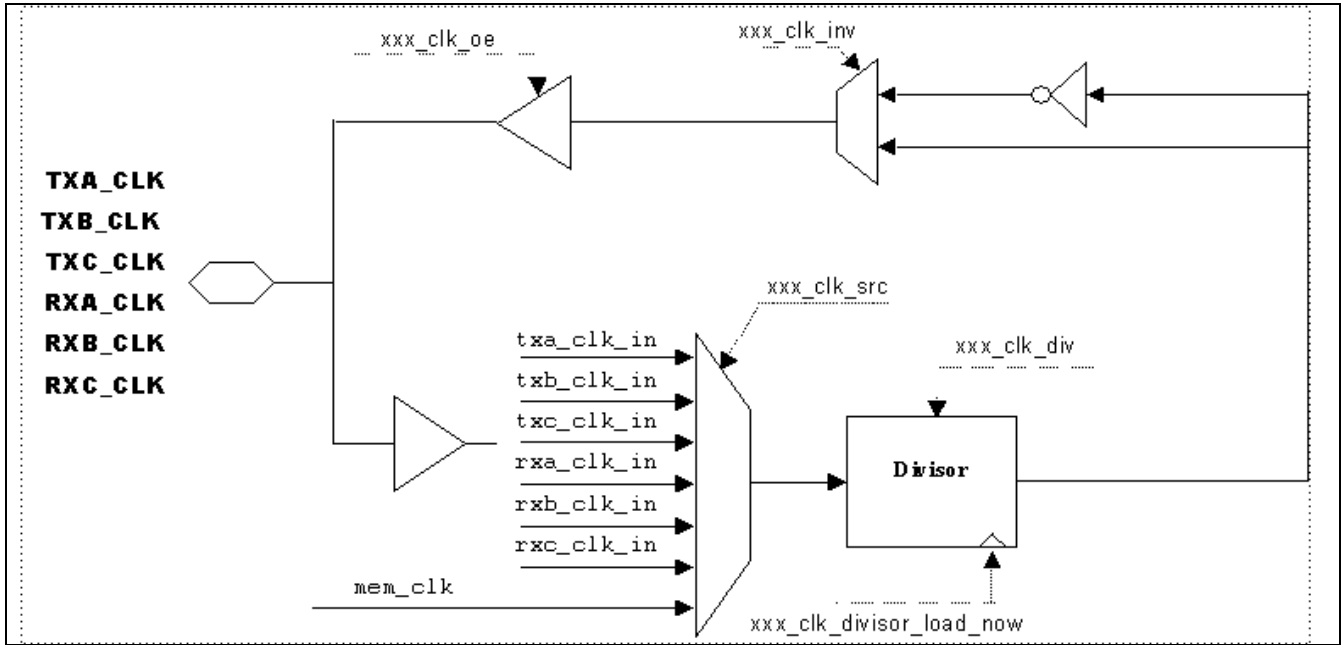 xxx_clk_oe
xxx_clk_inv
TXA_CLK
TXB_CLK
TXC_CLK
RXA_CLK
RXB_CLK
RXC_CLK
xxx_clk_src
txa_clk_in
txb_clk_in
txc_clk_in
rxa_clk_in
rxb_clk_in
rxc_clk_in
mem_clk
xxx_clk_div
Divisor
xxx_clk_divisor_load_now